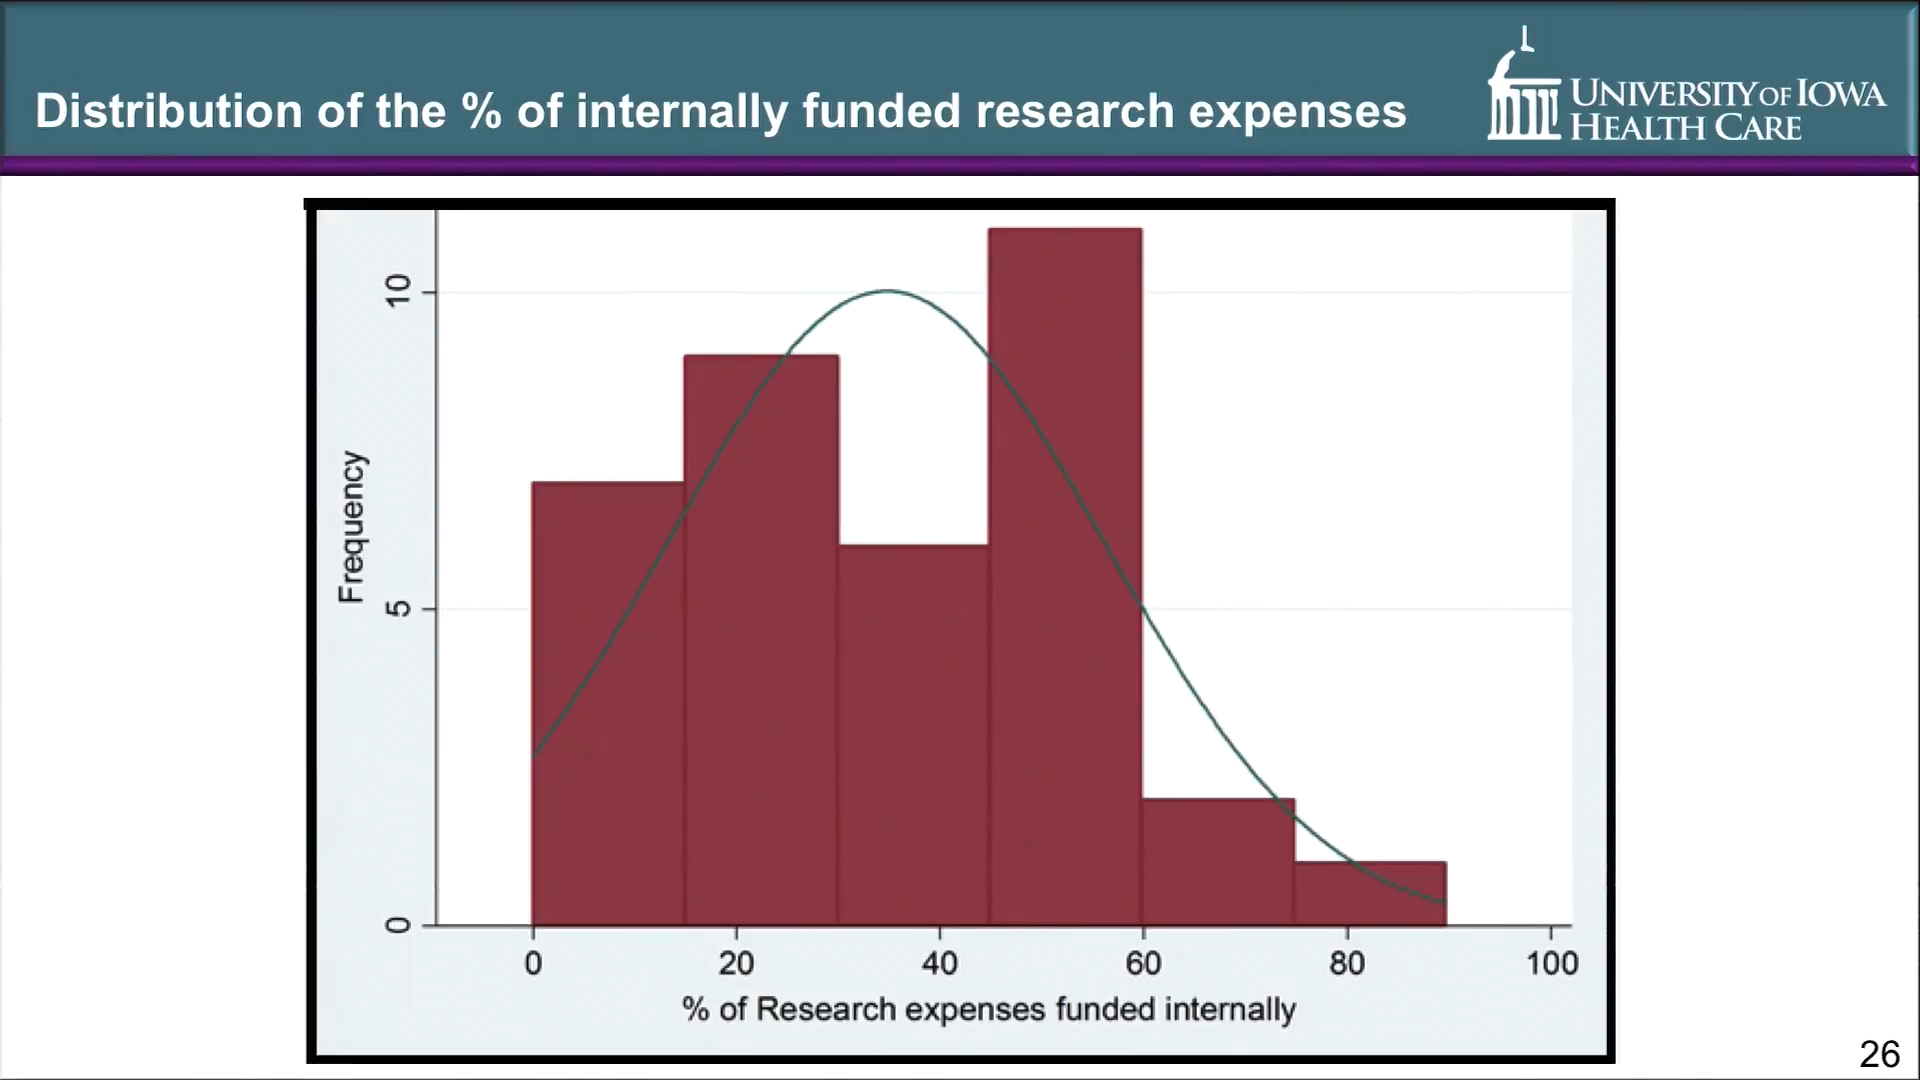 Distribution of the % of internally funded research expenses
UNIVERSITY OF IOWA
HEALTH CARE
10
5
0
Frequency
0 20 40 60 80 100
% of Research expenses funded internally
26